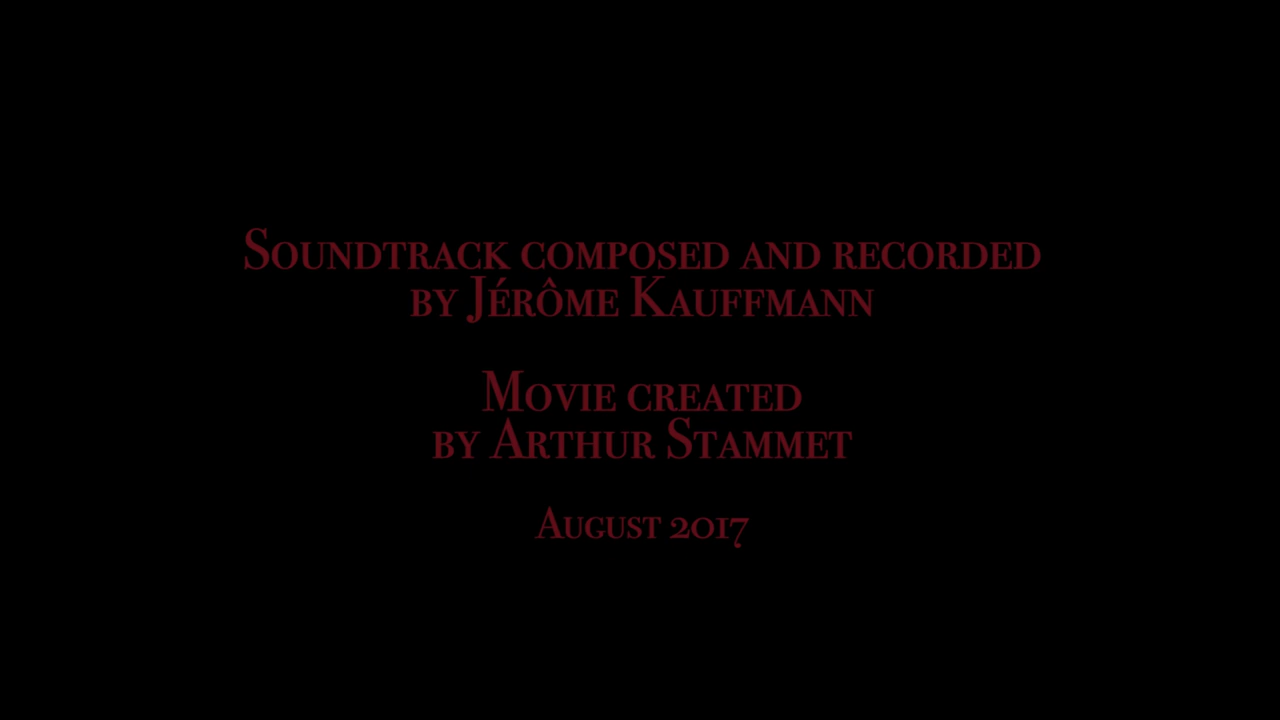 Soundtrack composed and recorded
by Jérôme Kauffmann
Movie created
by Arthur Stammet
August 2017